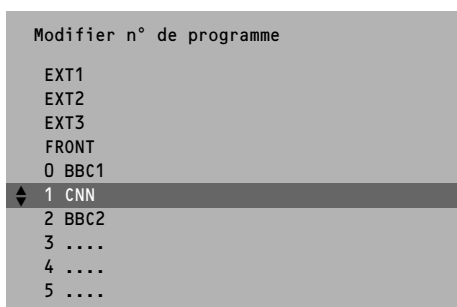 Modifier n° de programme
EXT1
EXT2
EXT3
FRONT
0 BBC1
1 CNN
2 BBC2
3 ....
4 ....
5 ....